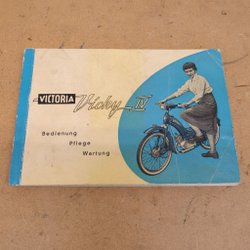 VICTORIA Vicky IV
Bedienung
Pflege
Wartung